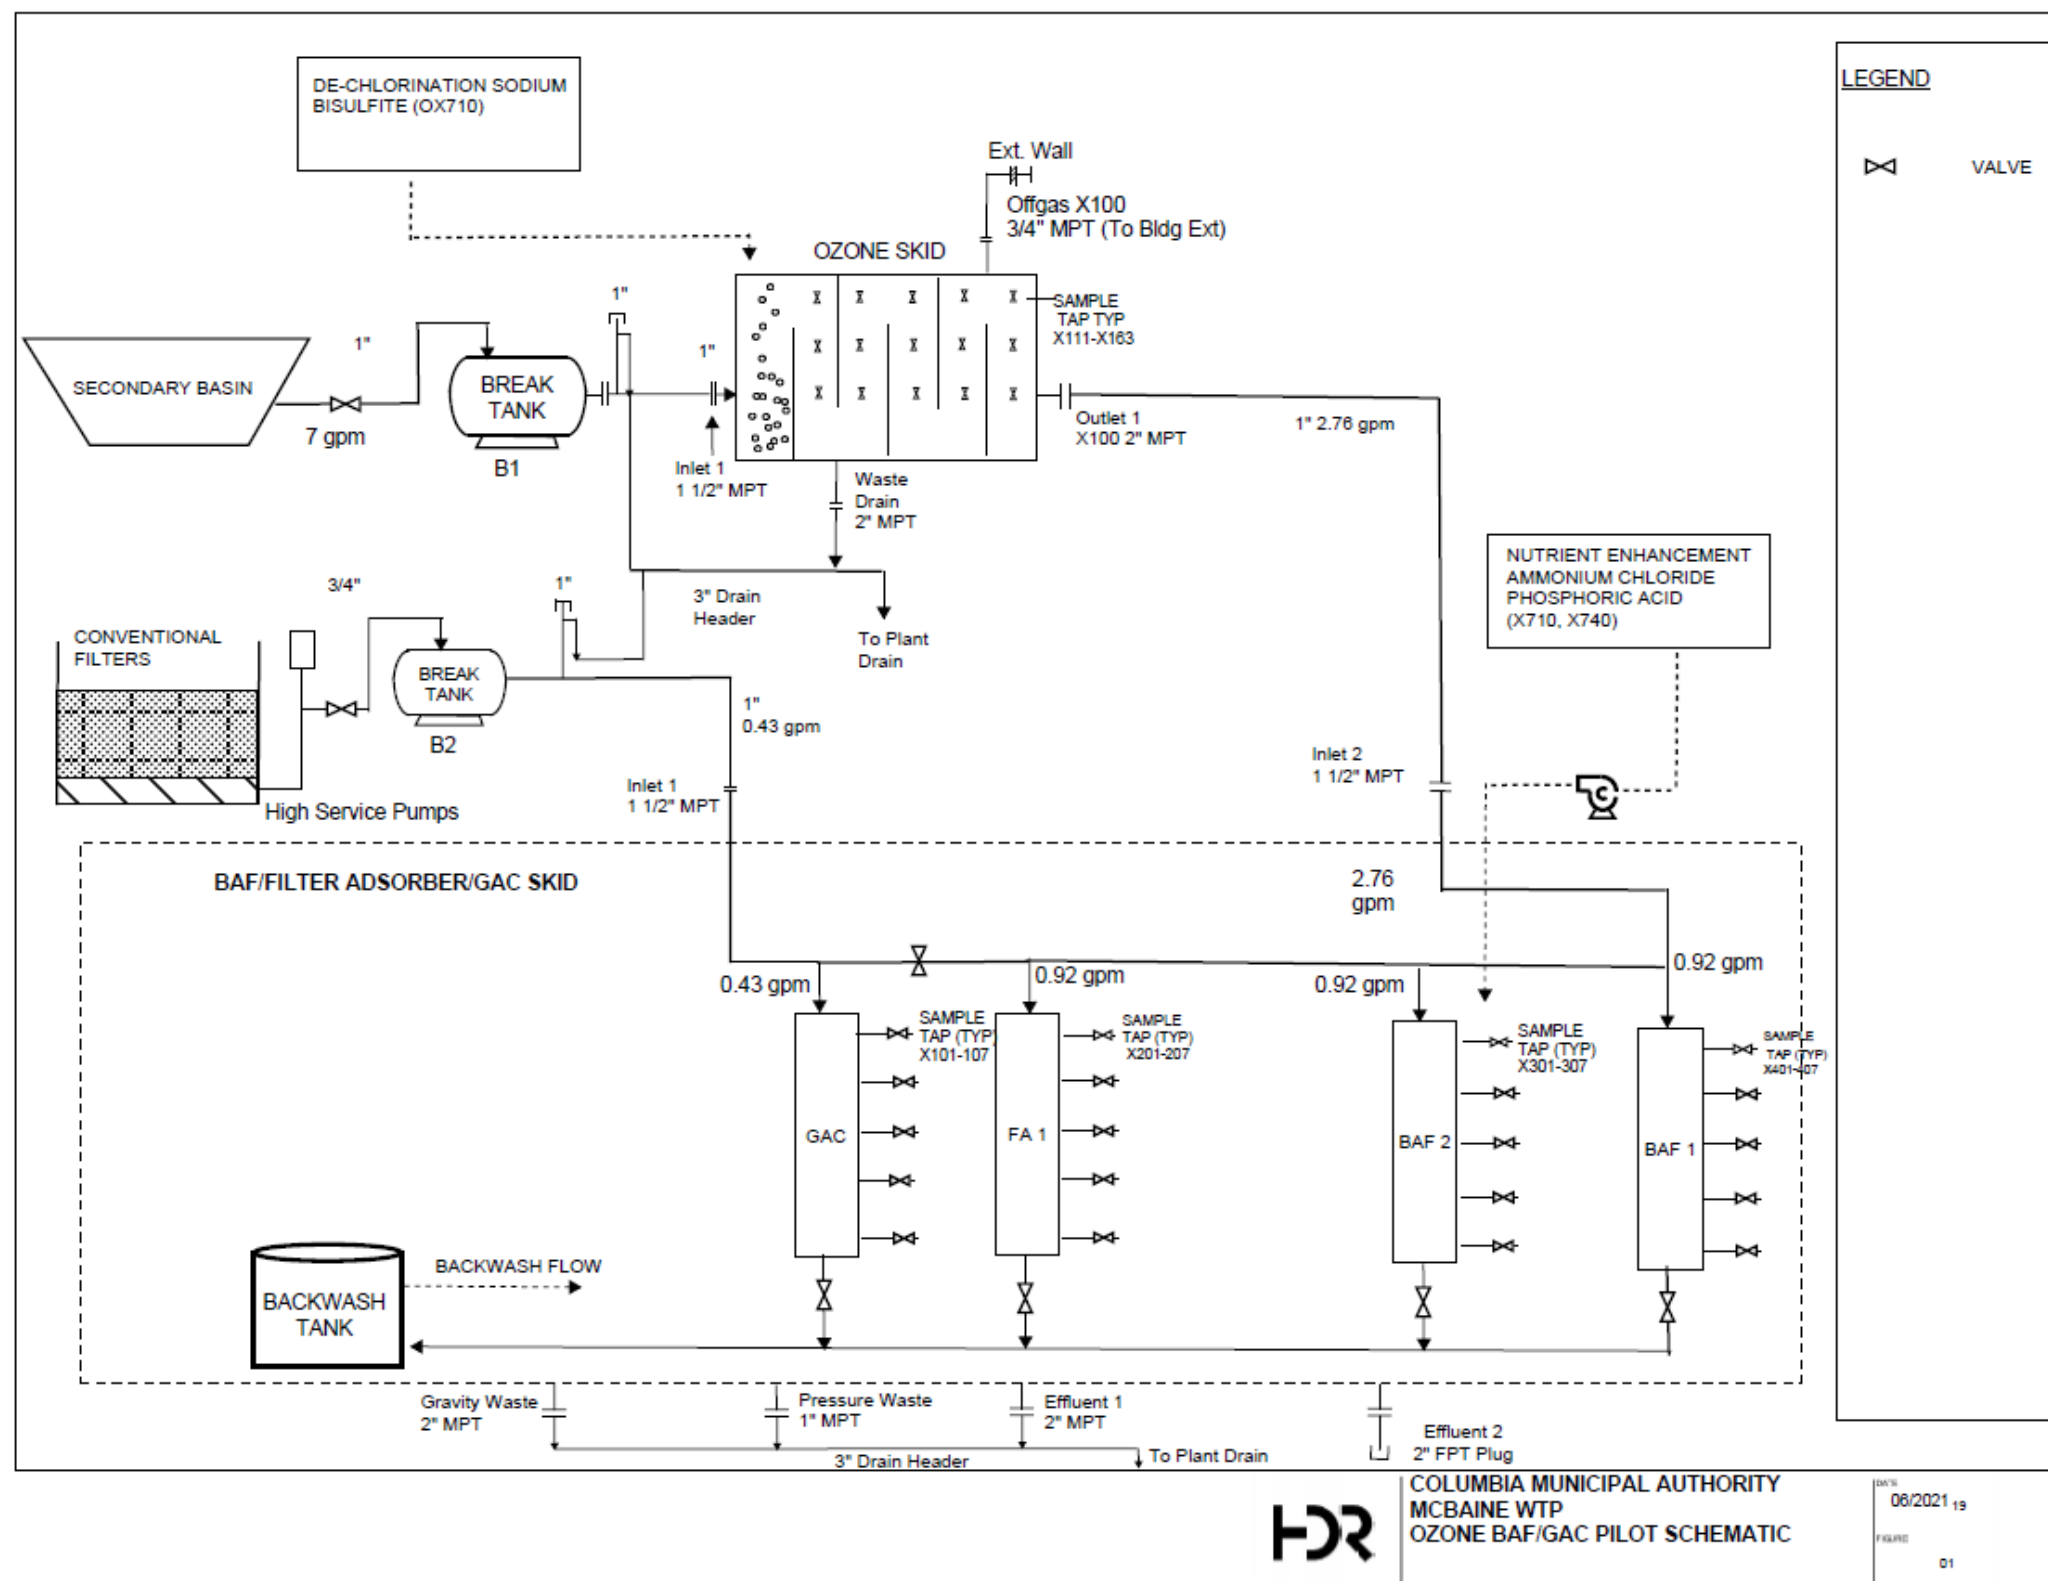 DE-CHLORINATION SODIUM
BISULFITE (OX710)
LEGEND
VALVE
Ext. Wall
Offgas X100
3/4" MPT (To Bldg Ext)
OZONE SKID
SAMPLE
TAP TYP
X111-X163
1"
1"
1"
SECONDARY BASIN
7 gpm
BREAK
TANK
B1
Inlet 1
1 1/2" MPT
Outlet 1
X100 2" MPT
1" 2.76 gpm
Waste
Drain
2" MPT
NUTRIENT ENHANCEMENT
AMMONIUM CHLORIDE
PHOSPHORIC ACID
(X710, X740)
3/4"
1"
3" Drain
Header
To Plant
Drain
CONVENTIONAL
FILTERS
BREAK
TANK
B2
1"
0.43 gpm
High Service Pumps
Inlet 1
1 1/2" MPT
Inlet 2
1 1/2" MPT
BAF/FILTER ADSORBER/GAC SKID
2.76
gpm
0.43 gpm
0.92 gpm
0.92 gpm
0.92 gpm
SAMPLE
TAP (TYP)
X101-107
SAMPLE
TAP (TYP)
X201-207
SAMPLE
TAP (TYP)
X301-307
SAMPLE
TAP (TYP)
X401-407
GAC
FA 1
BAF 2
BAF 1
BACKWASH FLOW
BACKWASH
TANK
Gravity Waste
2" MPT
Pressure Waste
1" MPT
Effluent 1
2" MPT
Effluent 2
2" FPT Plug
3" Drain Header
To Plant Drain
HDR
COLUMBIA MUNICIPAL AUTHORITY
MCBAINE WTP
OZONE BAF/GAC PILOT SCHEMATIC
DATE
06/2021 19
FIGURE
01